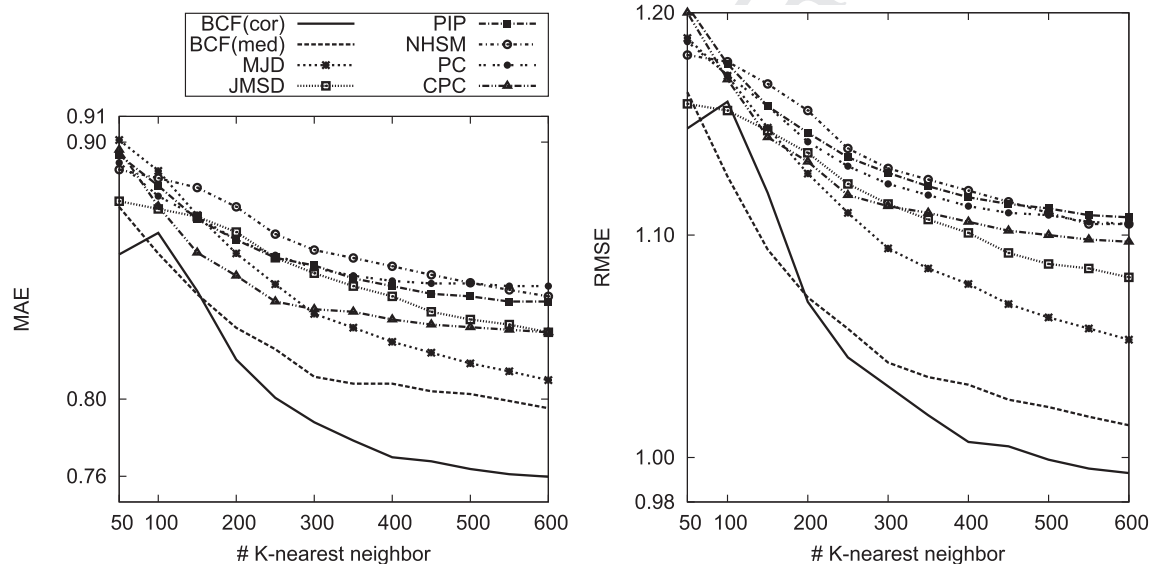 BCF(cor)
BCF(med)
MJD
JMSD
PIP
NHSM
PC
CPC
0.91
0.90
0.80
0.76
MAE
50 100 200 300 400 500 600
# K-nearest neighbor
1.20
1.10
1.00
0.98
RMSE
50 100 200 300 400 500 600
# K-nearest neighbor